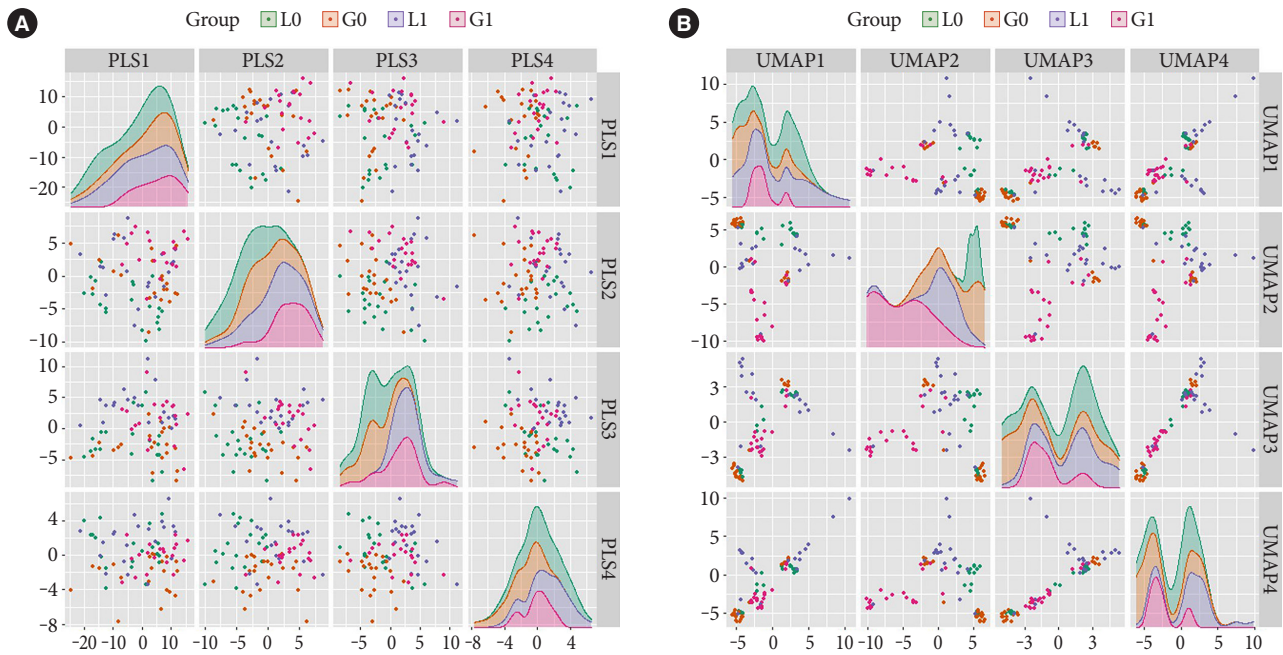 A
Group L0 G0 L1 G1
PLS1 PLS2 PLS3 PLS4
10
0
−10
−20
PLS1
5
0
−5
−10
PLS2
10
5
0
−5
PLS3
4
0
−4
−8
PLS4
−20 −10 0 10 −10 −5 0 5 −5 0 5 10 −8 −4 0 4
B
Group L0 G0 L1 G1
UMAP1 UMAP2 UMAP3 UMAP4
10
5
0
−5
UMAP1
5
0
−5
−10
UMAP2
3
0
−3
UMAP3
10
5
0
−5
UMAP4
−5 0 5 10 −10 −5 0 5 −3 0 3 −5 0 5 10